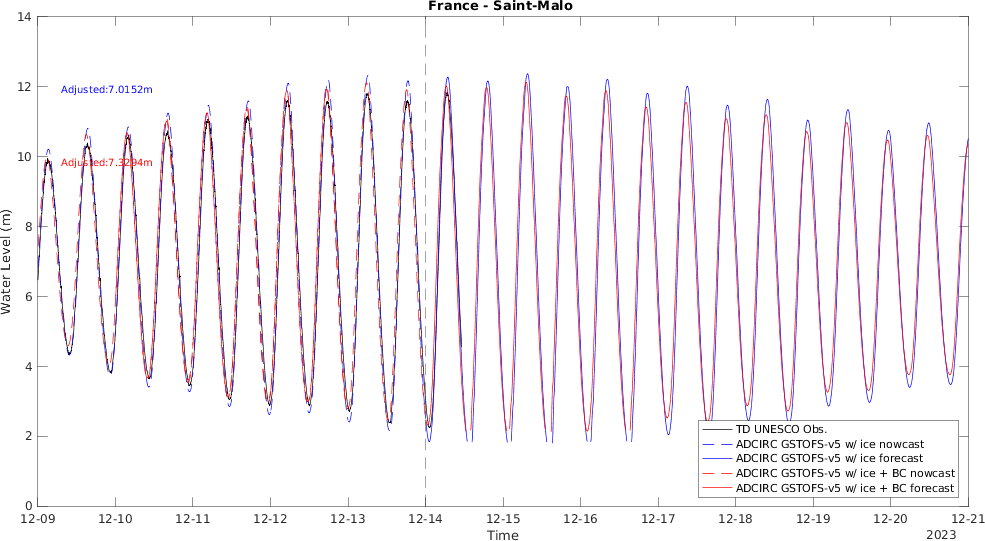 France - Saint-Malo
Water Level (m)
14
12
10
8
6
4
2
0
Adjusted:7.0152m
Adjusted:7.3294m
TD UNESCO Obs.
ADCIRC GSTOFS-v5 w/ ice nowcast
ADCIRC GSTOFS-v5 w/ ice forecast
ADCIRC GSTOFS-v5 w/ ice + BC nowcast
ADCIRC GSTOFS-v5 w/ ice + BC forecast
12-09 12-10 12-11 12-12 12-13 12-14 12-15 12-16 12-17 12-18 12-19 12-20 12-21
Time
2023